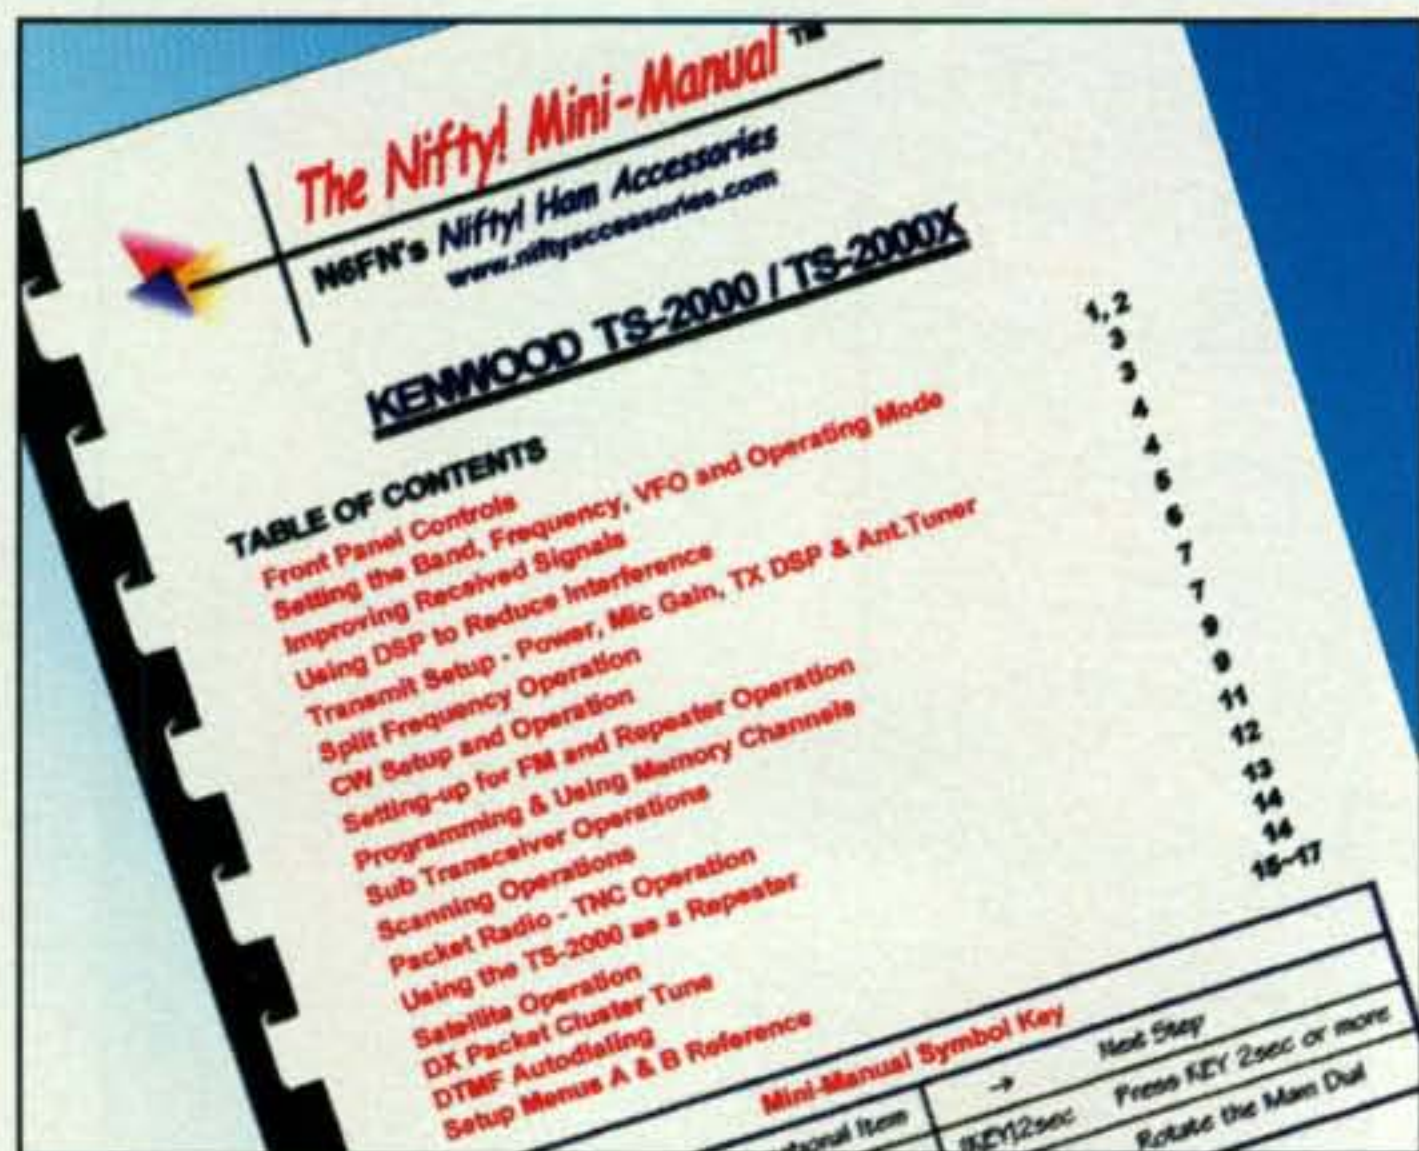 The Nifty! Mini-Manual ™
N6FN's Nifty! Ham Accessories
www.niftyaccessories.com
KENWOOD TS-2000 / TS-2000X
TABLE OF CONTENTS
Front Panel Controls 1, 2
Setting the Band, Frequency, VFO and Operating Mode 3
Improving Received Signals 3
Using DSP to Reduce Interference 4
Transmit Setup - Power, Mic Gain, TX DSP & Ant.Tuner 4
Split Frequency Operation 5
CW Setup and Operation 6
Setting-up for FM and Repeater Operation 7
Programming & Using Memory Channels 7
Sub Transceiver Operations 9
Scanning Operations 9
Packet Radio - TNC Operation 11
Using the TS-2000 as a Repeater 12
Satellite Operation 13
DX Packet Cluster Tune 14
DTMF Autodialing 14
Setup Menus A & B Reference 15~17
Mini-Manual Symbol Key
Item → Next Step
[KEY]2sec Press KEY 2sec or more
Rotate the Main Dial